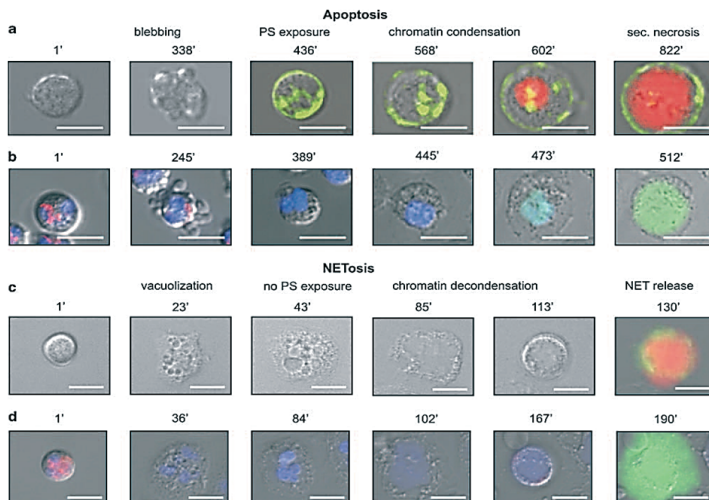 Apoptosis
a blebbing PS exposure chromatin condensation sec. necrosis
1' 338' 436' 568' 602' 822'
b
1' 245' 389' 445' 473' 512'
NETosis
c vacuolization no PS exposure chromatin decondensation NET release
1' 23' 43' 85' 113' 130'
d
1' 36' 84' 102' 167' 190'